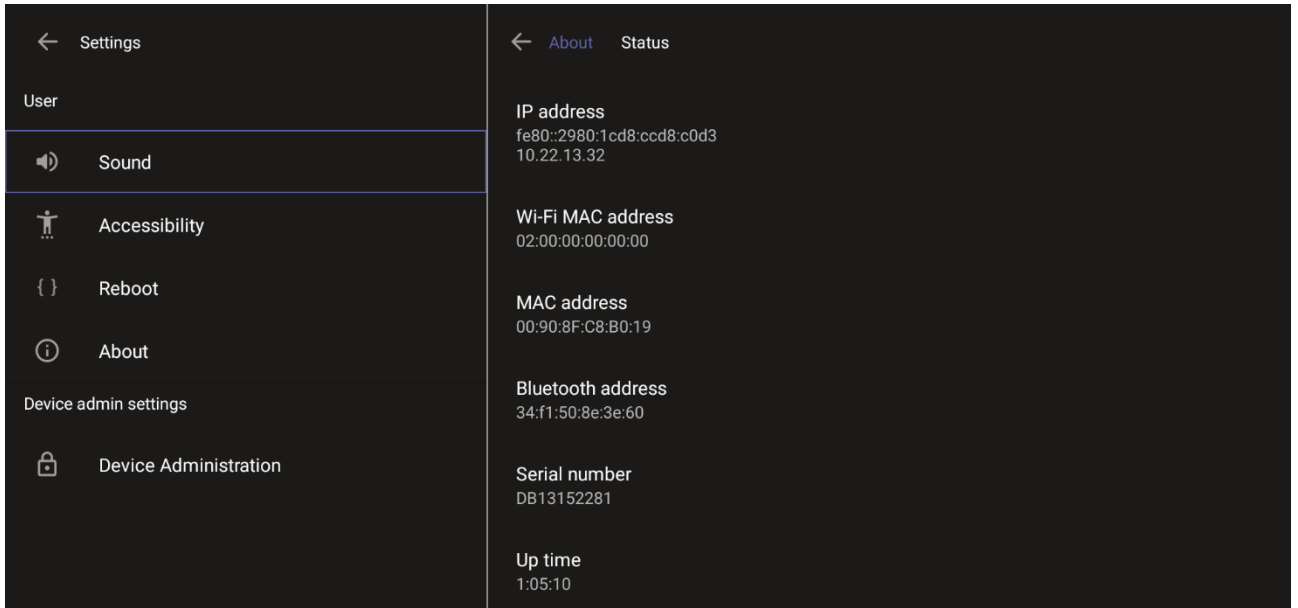 Settings
User
Sound
Accessibility
{ } Reboot
About
Device admin settings
Device Administration
About Status
IP address
fe80::2980:1cd8:ccd8:c0d3
10.22.13.32
Wi-Fi MAC address
02:00:00:00:00:00
MAC address
00:90:8F:C8:B0:19
Bluetooth address
34:f1:50:8e:3e:60
Serial number
DB13152281
Up time
1:05:10